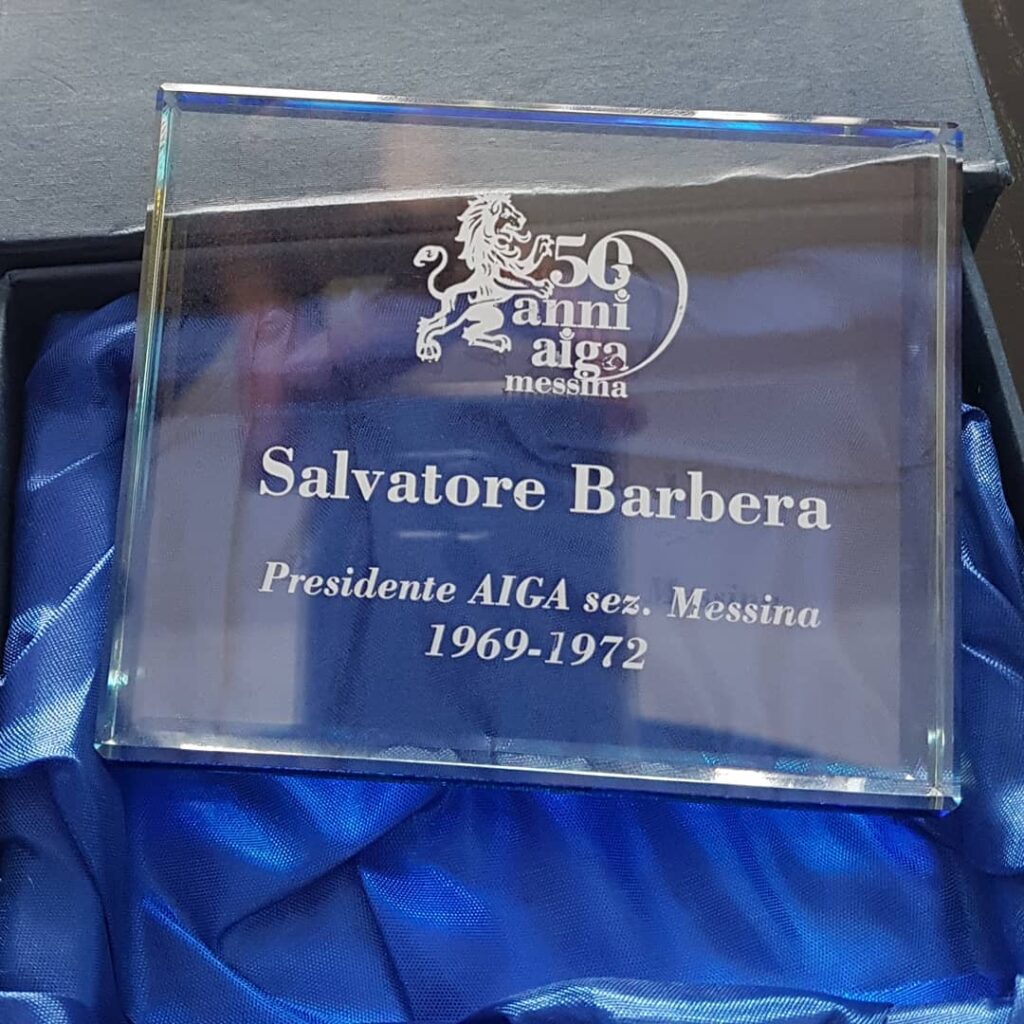 50
anni
aiga
messina
Salvatore Barbera
Presidente AIGA sez. Messina
1969-1972